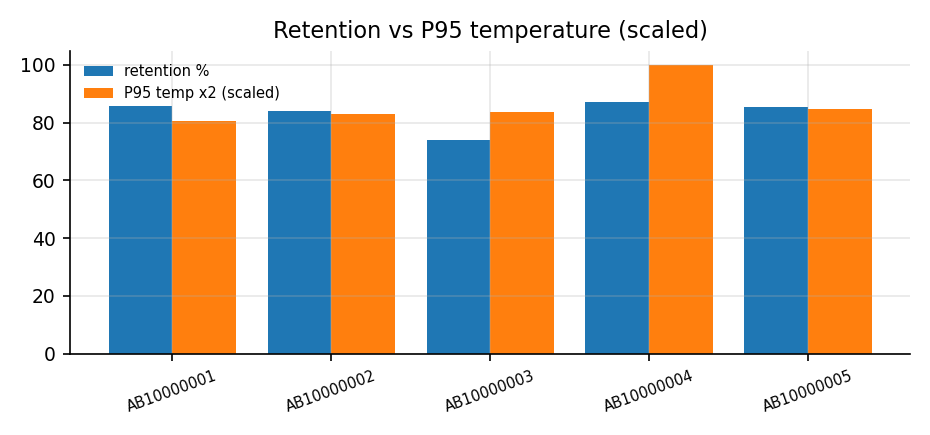 Retention vs P95 temperature (scaled)
100
80
60
40
20
0
retention %
P95 temp x2 (scaled)
AB10000001
AB10000002
AB10000003
AB10000004
AB10000005